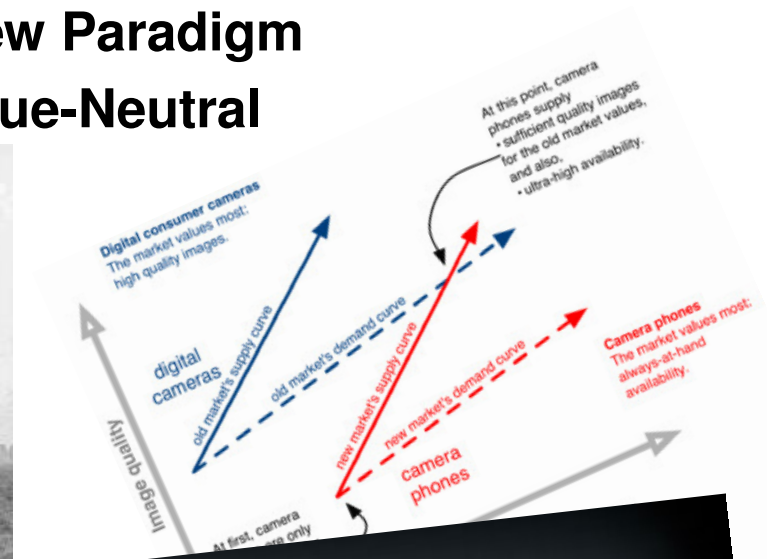 ew Paradigm
ue-Neutral
At this point, camera
phones supply
• sufficient quality images
for the old market values,
and also,
• ultra-high availability.
Digital consumer cameras
The market values most:
high quality images.
digital
cameras
old market's supply curve
old market's demand curve
new market's supply curve
new market's demand curve
Camera phones
The market values most:
always-at-hand
availability.
camera
phones
Image quality
At first, camera
re only